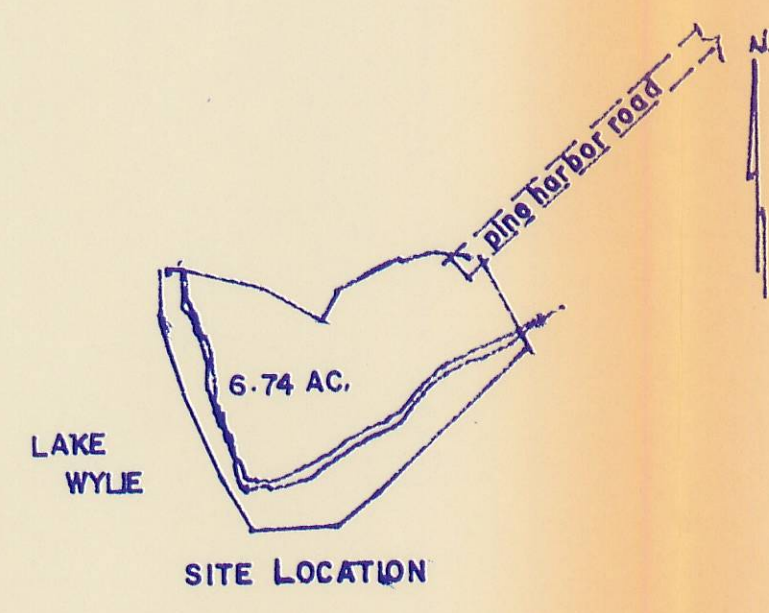 N
pine harbor road
6.74 AC.
LAKE
WYLIE
SITE LOCATION